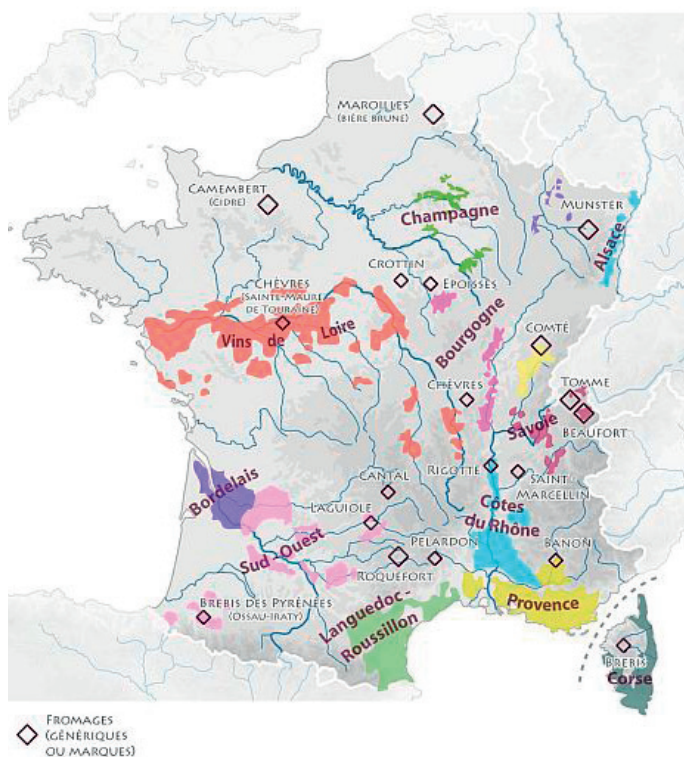 MAROILLES
(BIÈRE BRUNE)
CAMEMBERT
(CIDRE)
Champagne
MUNSTER
Alsace
CROTTIN
EPOISSES
CHÈVRES
(SAINTE-MAURE
DE TOURAINE)
Vins de Loire
Bourgogne
COMTÉ
CHÈVRES
TOMME
Savoie
BEAUFORT
RIGOTTE
SAINT
MARCELLIN
Bordelais
CANTAL
LAGUIOLE
Côtes
du Rhône
Sud-Ouest
PELARDON
BANON
ROQUEFORT
Provence
BREBIS DES PYRÉNÉES
(OSSAU-IRATY)
Languedoc-
Roussillon
BREBIS
Corse
FROMAGES
(GÉNÉRIQUES
OU MARQUES)